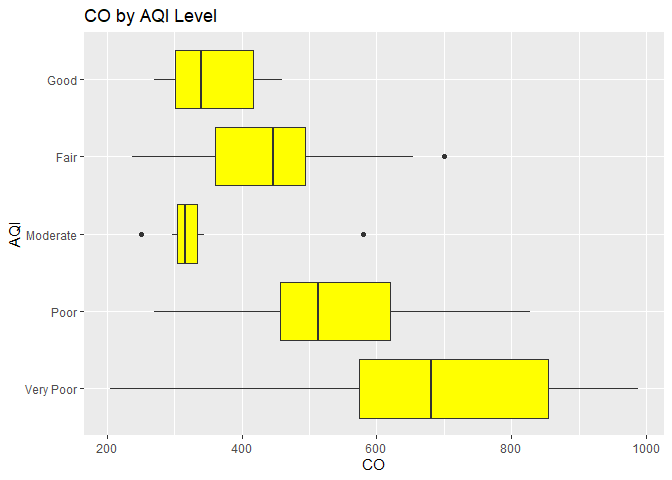 CO by AQI Level
Good
Fair
Moderate
Poor
Very Poor
AQI
200 400 600 800 1000
CO